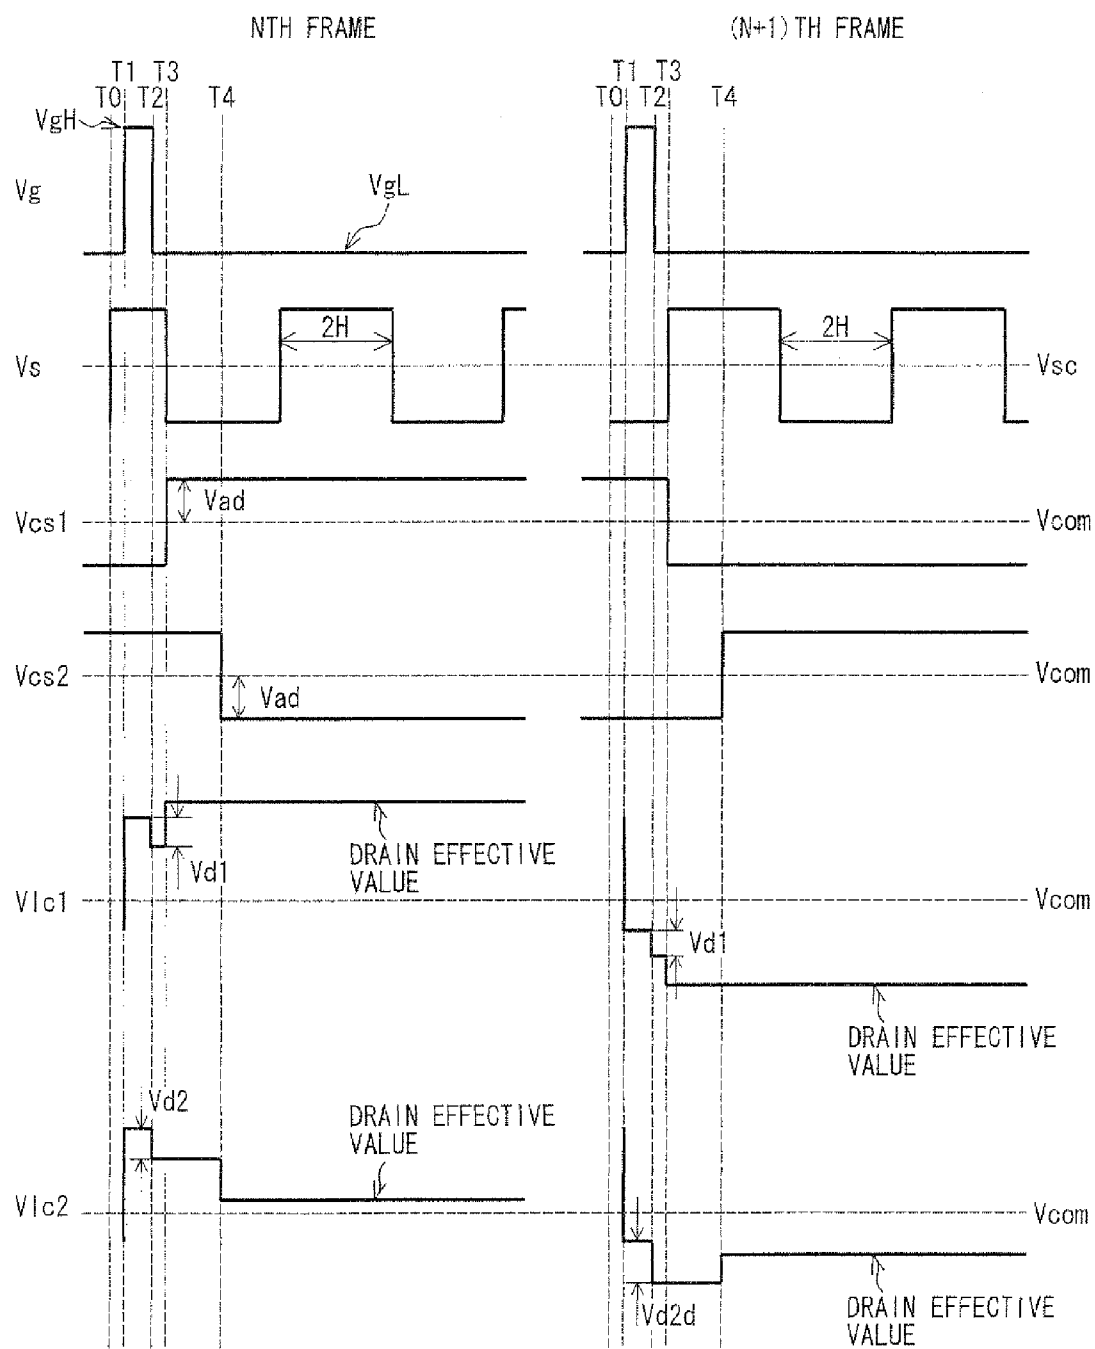 NTH FRAME
(N+1)TH FRAME
T1 T3
T0 T2 T4
T1 T3
T0 T2 T4
VgH
Vg
VgL
2H
2H
Vs
Vsc
Vad
Vcs1
Vcom
Vcs2
Vcom
Vad
DRAIN EFFECTIVE
VALUE
Vd1
Vlc1
Vcom
Vd1
DRAIN EFFECTIVE
VALUE
Vd2
DRAIN EFFECTIVE
VALUE
Vlc2
Vcom
Vd2d
DRAIN EFFECTIVE
VALUE